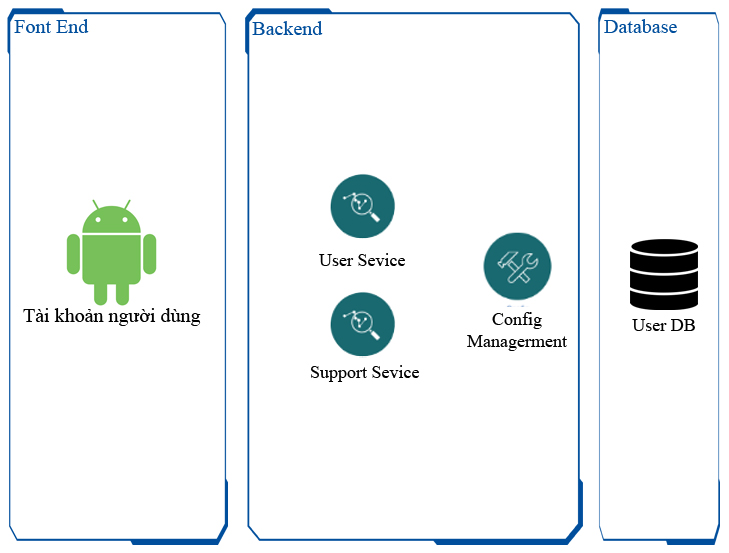 Font End
Backend
Database
Tài khoản người dùng
User Sevice
Support Sevice
Config
Managerment
User DB